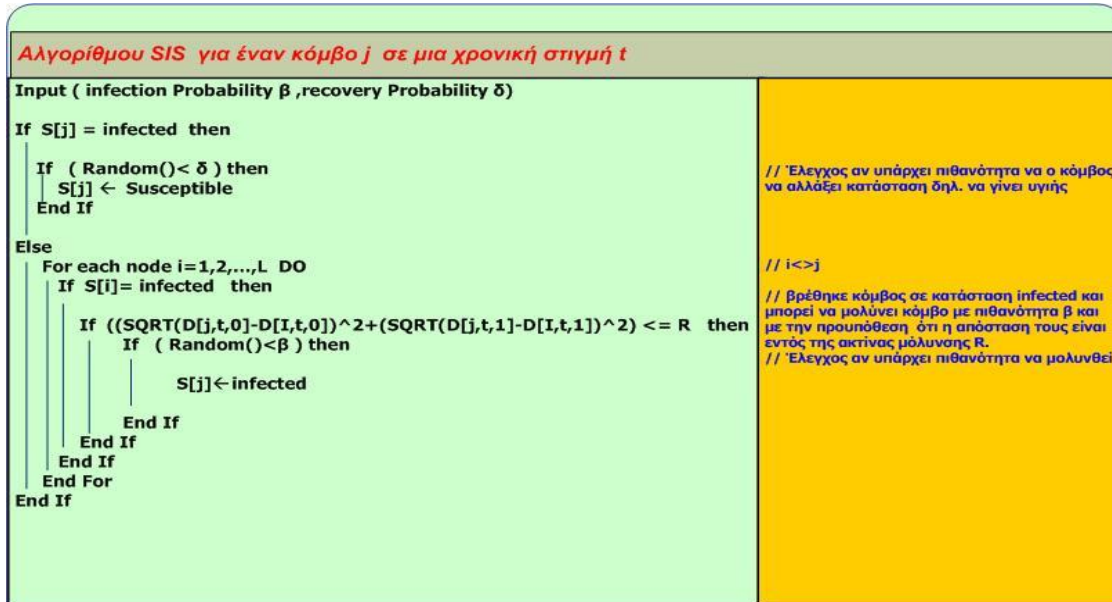 Αλγορίθμου SIS για έναν κόμβο j σε μια χρονική στιγμή t
Input ( infection Probability β ,recovery Probability δ)
If S[j] = infected then
If ( Random()< δ ) then
S[j] ← Susceptible
End If
Else
For each node i=1,2,...,L DO
If S[i]= infected then
If ((SQRT(D[j,t,0]-D[I,t,0])^2+(SQRT(D[j,t,1]-D[I,t,1])^2) <= R then
If ( Random()<β ) then
S[j]←infected
End If
End If
End If
End For
End If
// Έλεγχος αν υπάρχει πιθανότητα να ο κόμβος
να αλλάξει κατάσταση δηλ. να γίνει υγιής
// i<>j
// βρέθηκε κόμβος σε κατάσταση infected και
μπορεί να μολύνει κόμβο με πιθανότητα β και
με την προυπόθεση ότι η απόσταση τους είναι
εντός της ακτίνας μόλυνσης R.
// Έλεγχος αν υπάρχει πιθανότητα να μολυνθεί